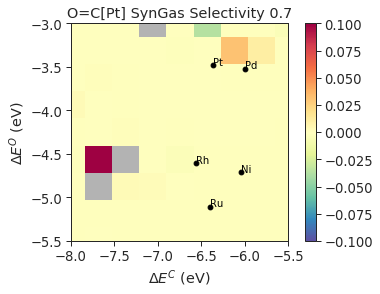 O=C[Pt] SynGas Selectivity 0.7
−3.0
−3.5
−4.0
−4.5
−5.0
−5.5
ΔE^O (eV)
Pt
Pd
Rh
Ni
Ru
−8.0 −7.5 −7.0 −6.5 −6.0 −5.5
ΔE^C (eV)
0.100
0.075
0.050
0.025
0.000
−0.025
−0.050
−0.075
−0.100